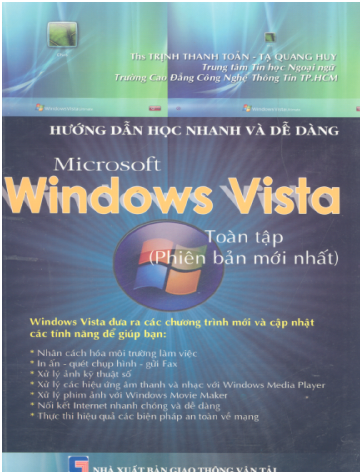 Ths TRỊNH THANH TOÀN - TẠ QUANG HUY
Trung tâm Tin học Ngoại ngữ
Trường Cao Đẳng Công Nghệ Thông Tin TP.HCM
HƯỚNG DẪN HỌC NHANH VÀ DỄ DÀNG
Microsoft
Windows Vista
Toàn tập
(Phiên bản mới nhất)
Windows Vista đưa ra các chương trình mới và cập nhật
các tính năng để giúp bạn:
* Nhân cách hóa môi trường làm việc
* In ấn - quét chụp hình - gửi Fax
* Xử lý ảnh kỹ thuật số
* Xử lý các hiệu ứng âm thanh và nhạc với Windows Media Player
* Xử lý phim ảnh với Windows Movie Maker
* Nối kết Internet nhanh chóng và dễ dàng
* Thực thi hiệu quả các biện pháp an toàn về mạng
NHÀ XUẤT BẢN GIAO THÔNG VẬN TẢI